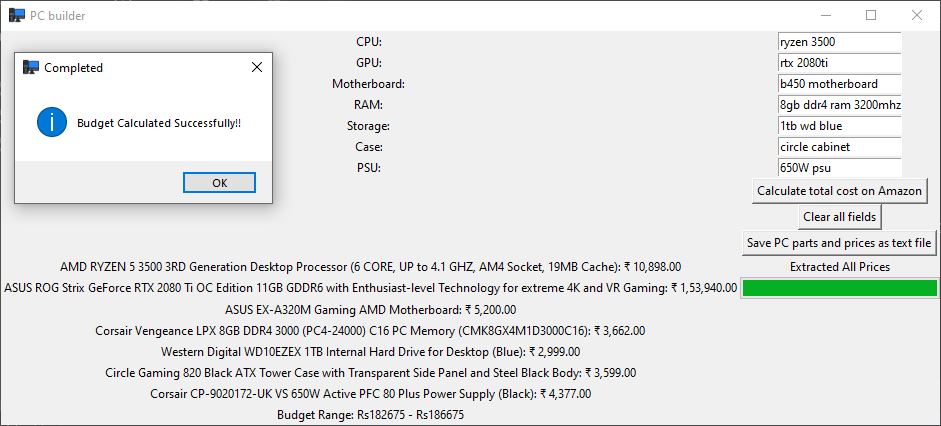 PC builder
CPU:
ryzen 3500
GPU:
rtx 2080ti
Motherboard:
b450 motherboard
RAM:
8gb ddr4 ram 3200mhz
Storage:
1tb wd blue
Case:
circle cabinet
PSU:
650W psu
Completed
Budget Calculated Successfully!!
OK
Calculate total cost on Amazon
Clear all fields
Save PC parts and prices as text file
AMD RYZEN 5 3500 3RD Generation Desktop Processor (6 CORE, UP to 4.1 GHZ, AM4 Socket, 19MB Cache): ₹ 10,898.00
Extracted All Prices
ASUS ROG Strix GeForce RTX 2080 Ti OC Edition 11GB GDDR6 with Enthusiast-level Technology for extreme 4K and VR Gaming: ₹ 1,53,940.00
ASUS EX-A320M Gaming AMD Motherboard: ₹ 5,200.00
Corsair Vengeance LPX 8GB DDR4 3000 (PC4-24000) C16 PC Memory (CMK8GX4M1D3000C16): ₹ 3,662.00
Western Digital WD10EZEX 1TB Internal Hard Drive for Desktop (Blue): ₹ 2,999.00
Circle Gaming 820 Black ATX Tower Case with Transparent Side Panel and Steel Black Body: ₹ 3,599.00
Corsair CP-9020172-UK VS 650W Active PFC 80 Plus Power Supply (Black): ₹ 4,377.00
Budget Range: Rs182675 - Rs186675